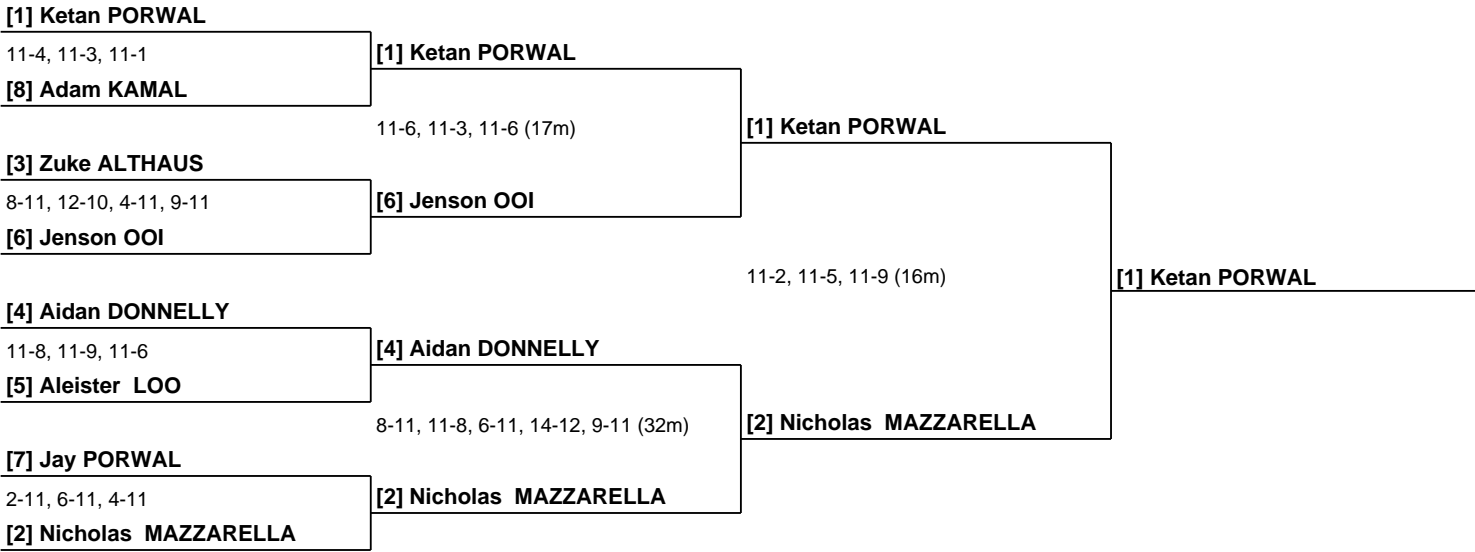 [1] Ketan PORWAL
11-4, 11-3, 11-1
[1] Ketan PORWAL
[8] Adam KAMAL
11-6, 11-3, 11-6 (17m)
[1] Ketan PORWAL
[3] Zuke ALTHAUS
8-11, 12-10, 4-11, 9-11
[6] Jenson OOI
[6] Jenson OOI
11-2, 11-5, 11-9 (16m)
[1] Ketan PORWAL
[4] Aidan DONNELLY
11-8, 11-9, 11-6
[4] Aidan DONNELLY
[5] Aleister  LOO
8-11, 11-8, 6-11, 14-12, 9-11 (32m)
[2] Nicholas  MAZZARELLA
[7] Jay PORWAL
2-11, 6-11, 4-11
[2] Nicholas  MAZZARELLA
[2] Nicholas  MAZZARELLA